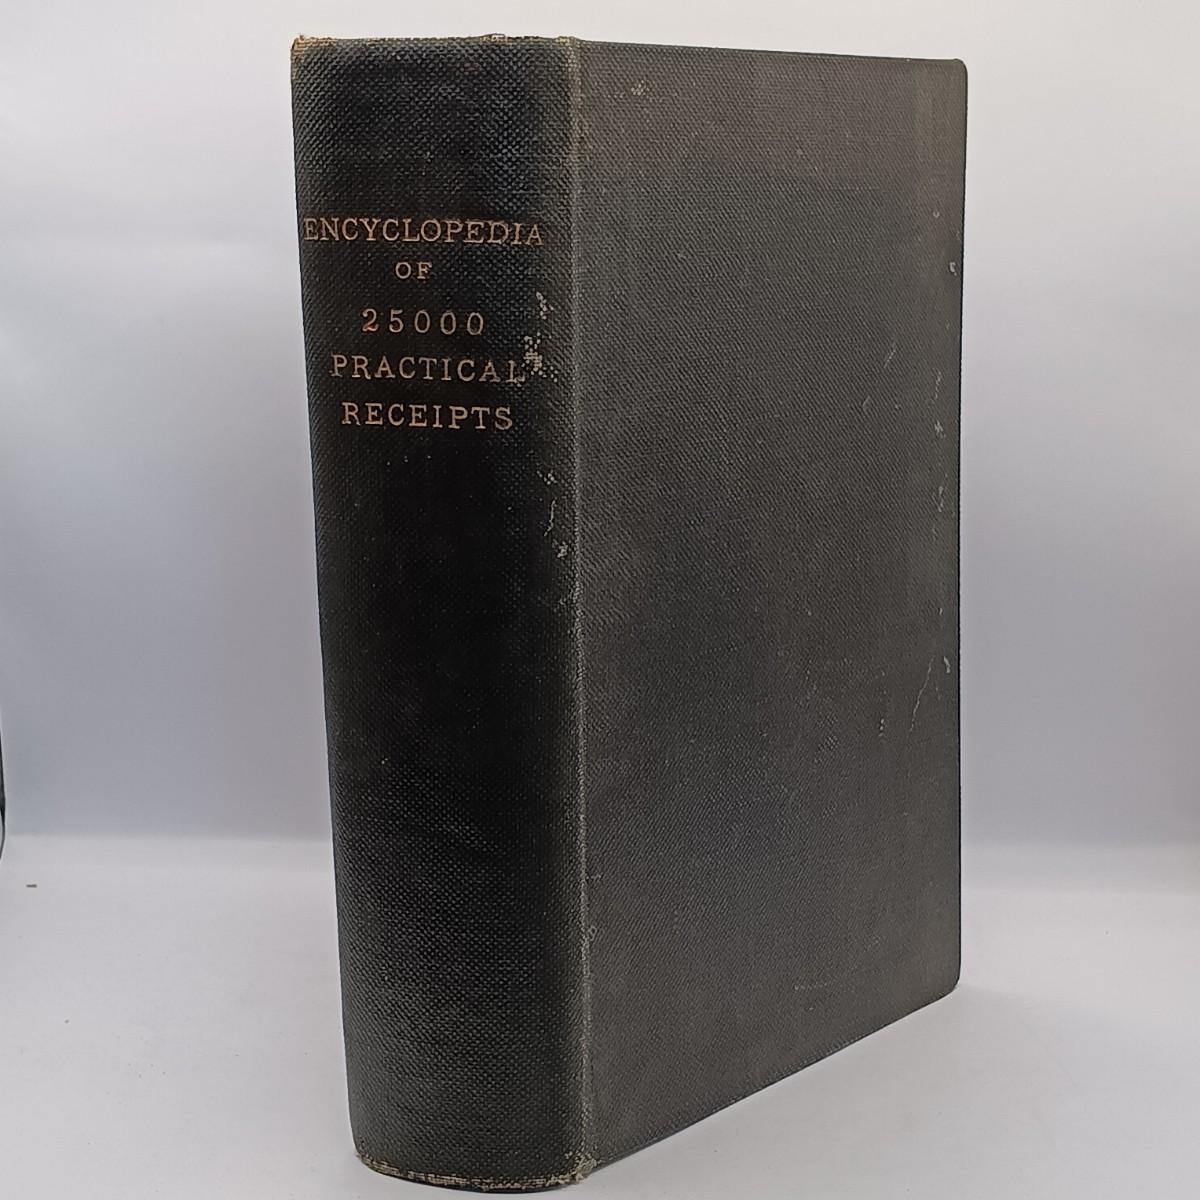 ENCYCLOPEDIA
OF
25000
PRACTICAL
RECEIPTS